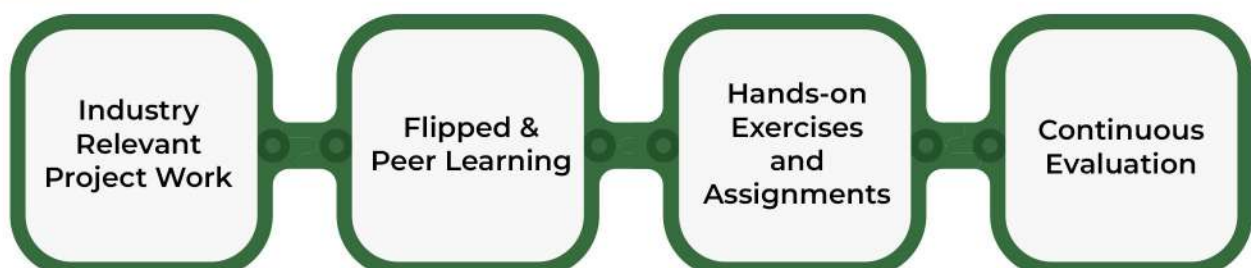 Industry
Relevant
Project Work
Flipped &
Peer Learning
Hands-on
Exercises
and
Assignments
Continuous
Evaluation